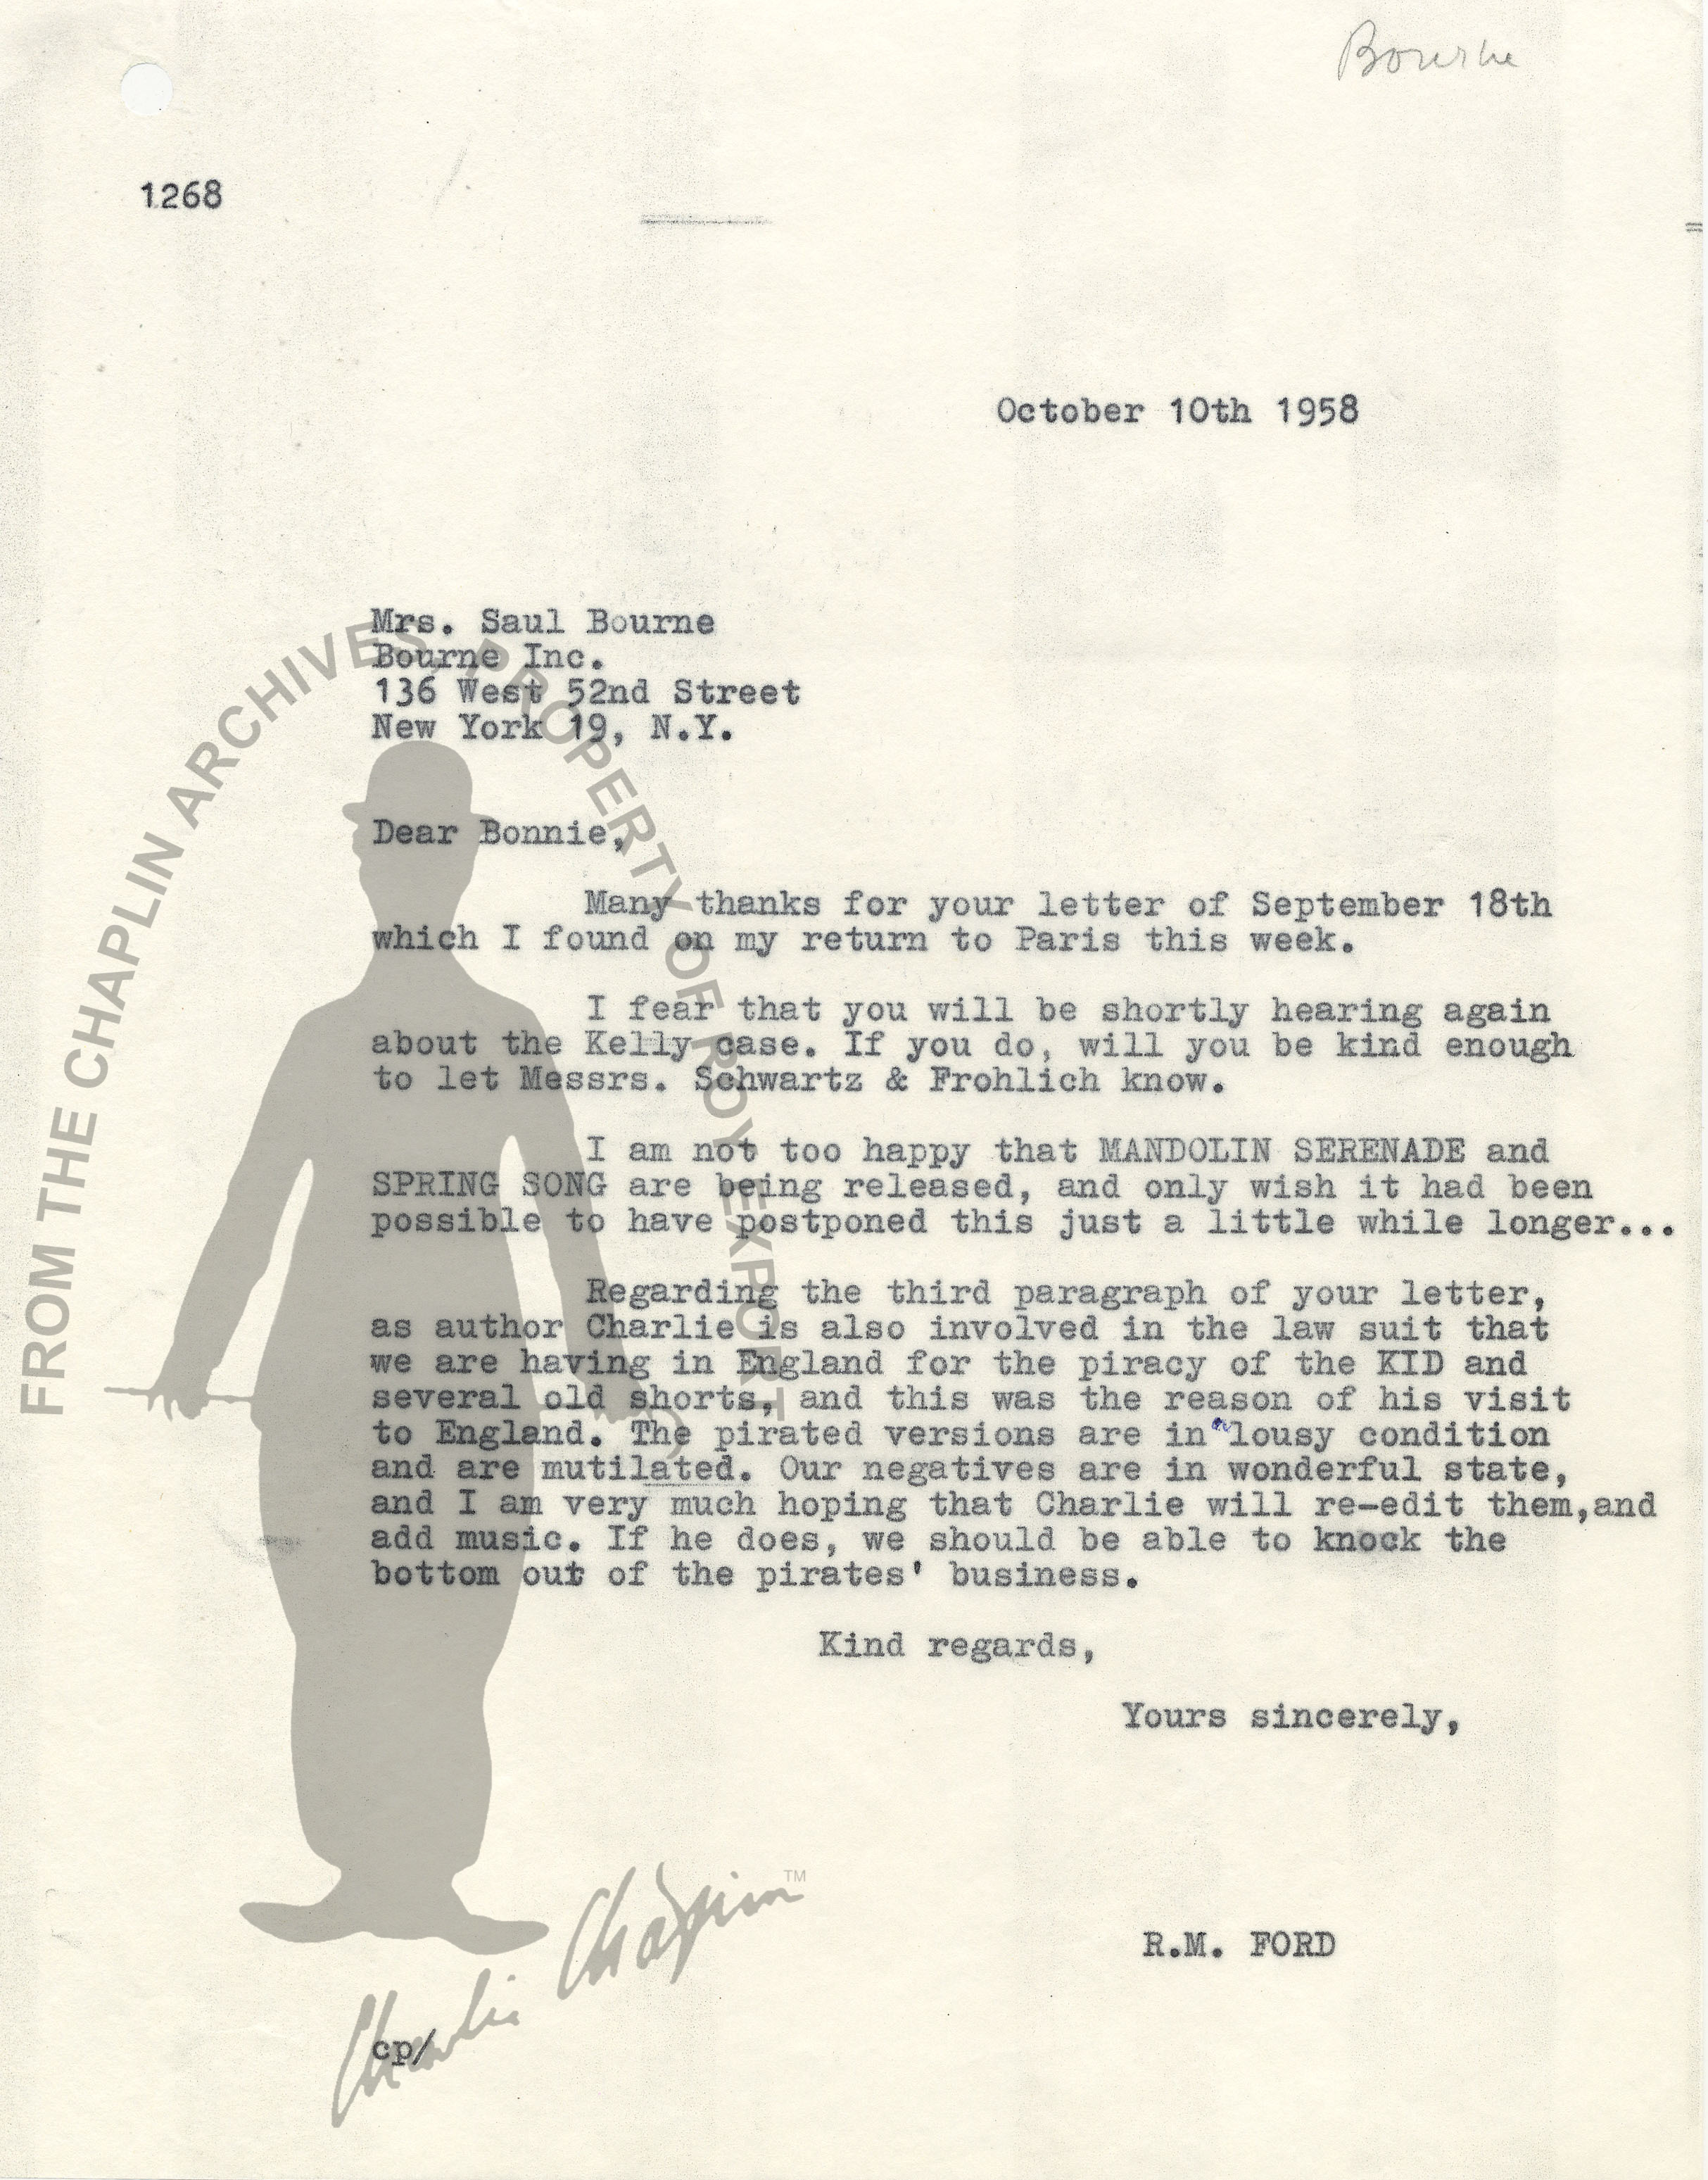 Bourne
1268
October 10th 1958
Mrs. Saul Bourne
Bourne Inc.
136 West 52nd Street
New York 19, N.Y.
Dear Bonnie,
Many thanks for your letter of September 18th
which I found on my return to Paris this week.
I fear that you will be shortly hearing again
about the Kelly case. If you do, will you be kind enough
to let Messrs. Schwartz & Frohlich know.
I am not too happy that MANDOLIN SERENADE and
SPRING SONG are being released, and only wish it had been
possible to have postponed this just a little while longer...
Regarding the third paragraph of your letter,
as author Charlie is also involved in the law suit that
we are having in England for the piracy of the KID and
several old shorts, and this was the reason of his visit
to England. The pirated versions are in a lousy condition
and are mutilated. Our negatives are in wonderful state,
and I am very much hoping that Charlie will re-edit them,and
add music. If he does, we should be able to knock the
bottom out of the pirates' business.
Kind regards,
Yours sincerely,
R.M. FORD
cp/
FROM THE CHAPLIN ARCHIVES, PROPERTY OF ROY EXPORT
Charlie Chaplin™